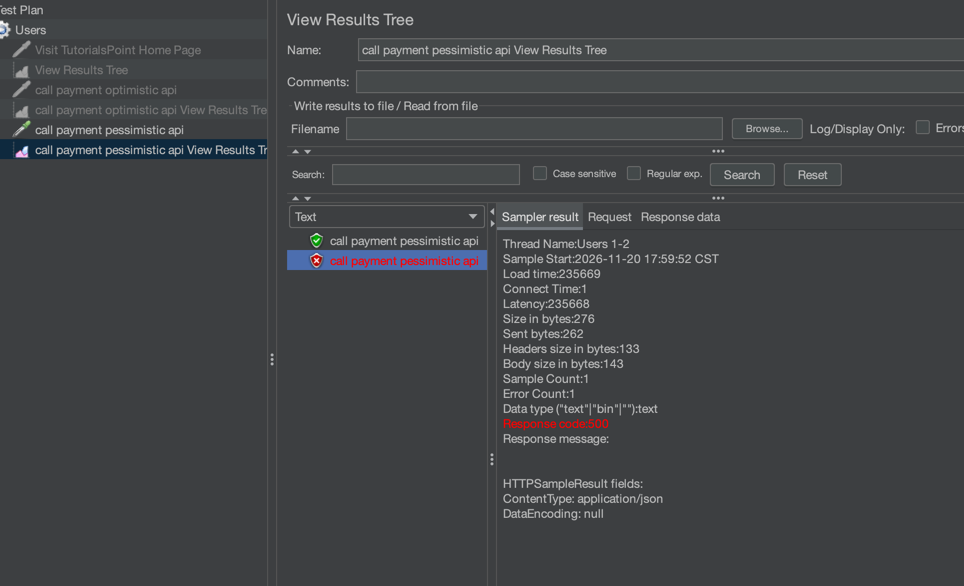 Test Plan
Users
Visit TutorialsPoint Home Page
View Results Tree
call payment optimistic api
call payment optimistic api View Results Tre
call payment pessimistic api
call payment pessimistic api View Results Tr
View Results Tree
Name: call payment pessimistic api View Results Tree
Comments:
Write results to file / Read from file
Filename Browse... Log/Display Only: Errors
Search: Case sensitive Regular exp. Search Reset
Text
call payment pessimistic api
call payment pessimistic api
Sampler result Request Response data
Thread Name:Users 1-2
Sample Start:2026-11-20 17:59:52 CST
Load time:235669
Connect Time:1
Latency:235668
Size in bytes:276
Sent bytes:262
Headers size in bytes:133
Body size in bytes:143
Sample Count:1
Error Count:1
Data type ("text"|"bin"|""):text
Response code:500
Response message:
HTTPSampleResult fields:
ContentType: application/json
DataEncoding: null